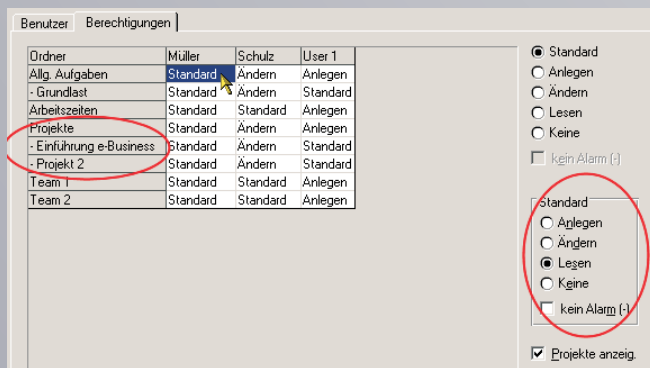 Benutzer Berechtigungen
Ordner Müller Schulz User 1
Allg. Aufgaben Standard Ändern Anlegen
- Grundlast Standard Ändern Standard
Arbeitszeiten Standard Standard Anlegen
Projekte Standard Ändern Anlegen
- Einführung e-Business Standard Ändern Standard
- Projekt 2 Standard Ändern Standard
Team 1 Standard Standard Anlegen
Team 2 Standard Standard Anlegen
Standard
Anlegen
Ändern
Lesen
Keine
kein Alarm (-)
Standard
Anlegen
Ändern
Lesen
Keine
kein Alarm (-)
Projekte anzeig.